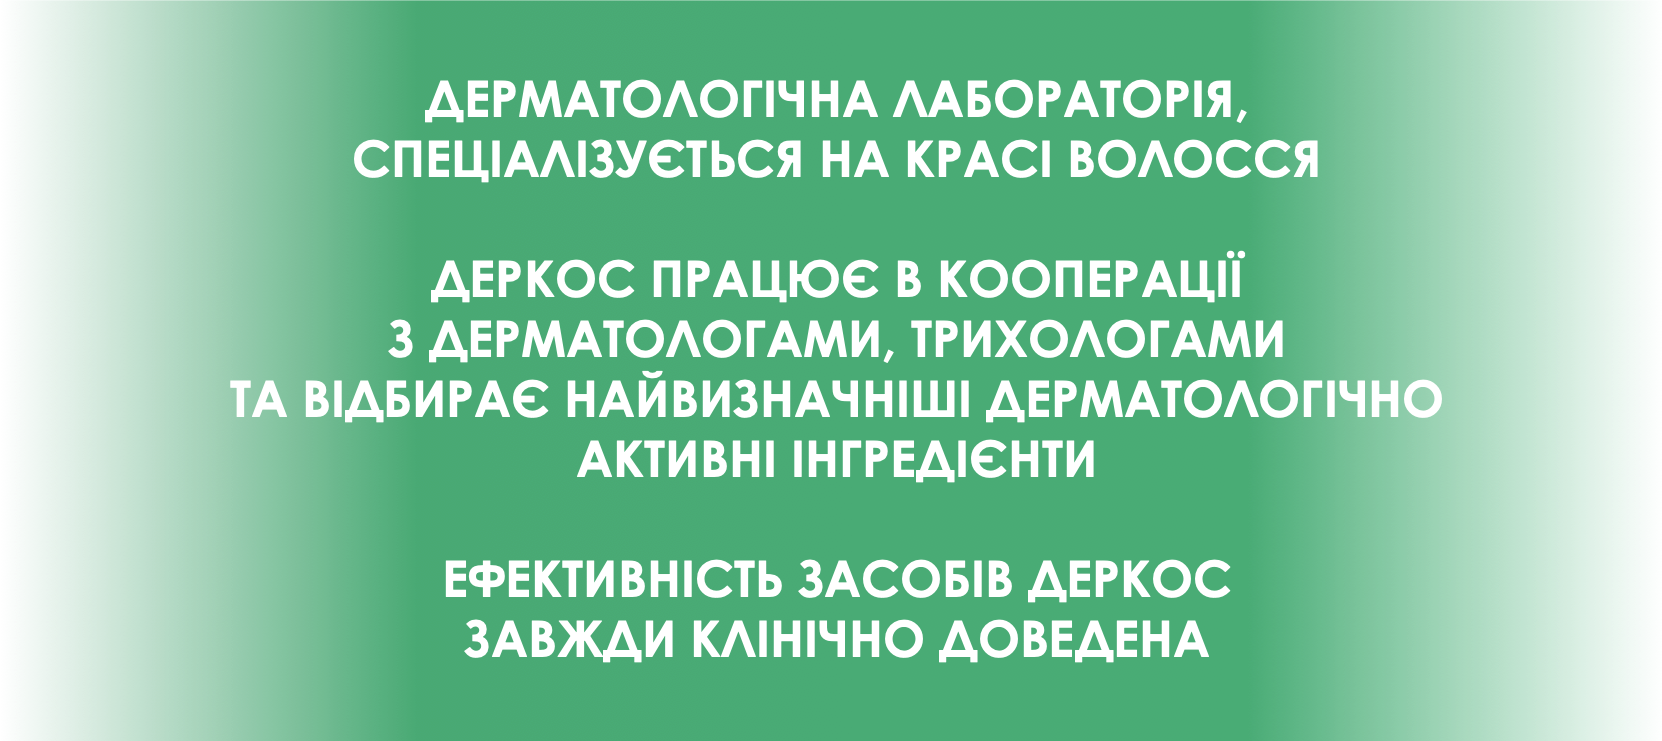 ДЕРМАТОЛОГІЧНА ЛАБОРАТОРІЯ,
СПЕЦІАЛІЗУЄТЬСЯ НА КРАСІ ВОЛОССЯ
ДЕРКОС ПРАЦЮЄ В КООПЕРАЦІЇ
З ДЕРМАТОЛОГАМИ, ТРИХОЛОГАМИ
ТА ВІДБИРАЄ НАЙВИЗНАЧНІШІ ДЕРМАТОЛОГІЧНО
АКТИВНІ ІНГРЕДІЄНТИ
ЕФЕКТИВНІСТЬ ЗАСОБІВ ДЕРКОС
ЗАВЖДИ КЛІНІЧНО ДОВЕДЕНА